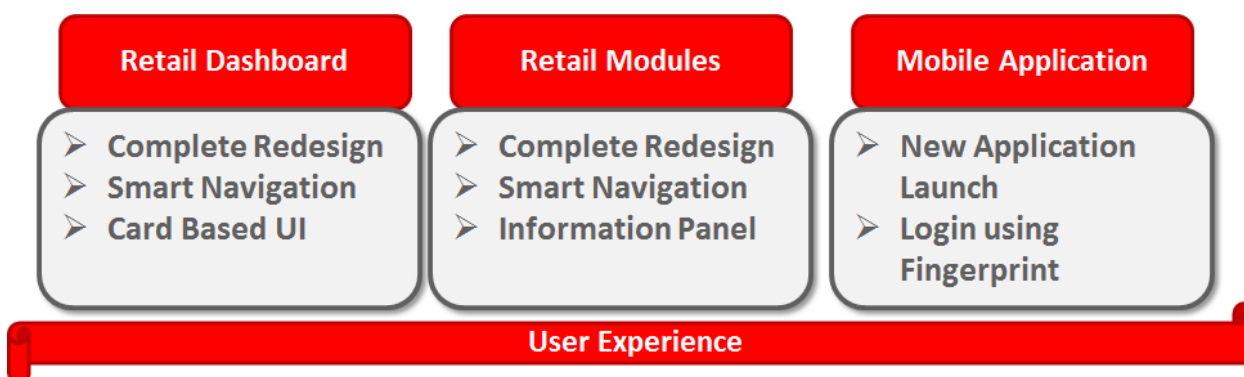 Retail Dashboard
Complete Redesign
Smart Navigation
Card Based UI
Retail Modules
Complete Redesign
Smart Navigation
Information Panel
Mobile Application
New Application
Launch
Login using
Fingerprint
User Experience